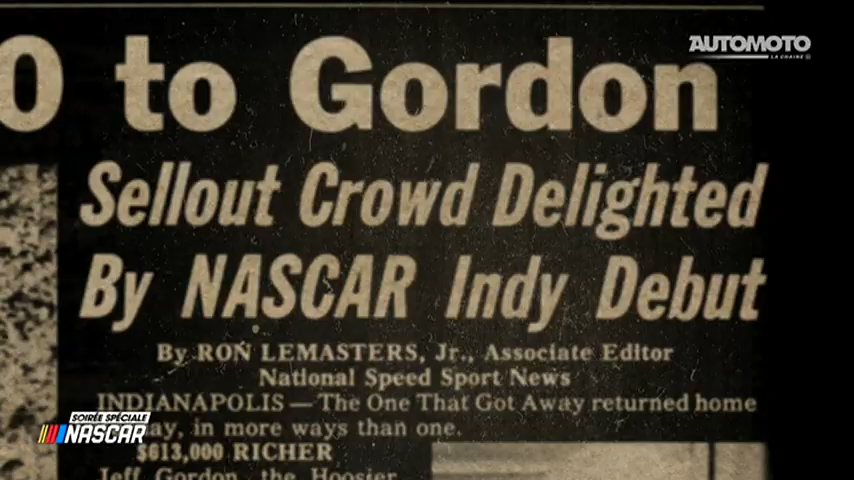 AUTOMOTO
LA CHAINE
0 to Gordon
Sellout Crowd Delighted
By NASCAR Indy Debut
By RON LEMASTERS, Jr., Associate Editor
National Speed Sport News
INDIANAPOLIS — The One That Got Away returned home
ay, in more ways than one.
$613,000 RICHER
Jeff Gordon, the Hoosier
SOIRÉE SPÉCIALE
NASCAR